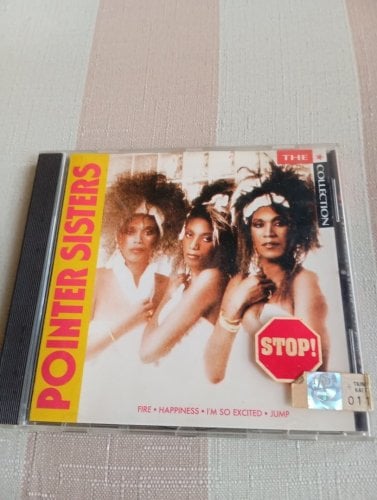 POINTER SISTERS
THE
COLLECTION
STOP!
FIRE • HAPPINESS • I'M SO EXCITED • JUMP
011